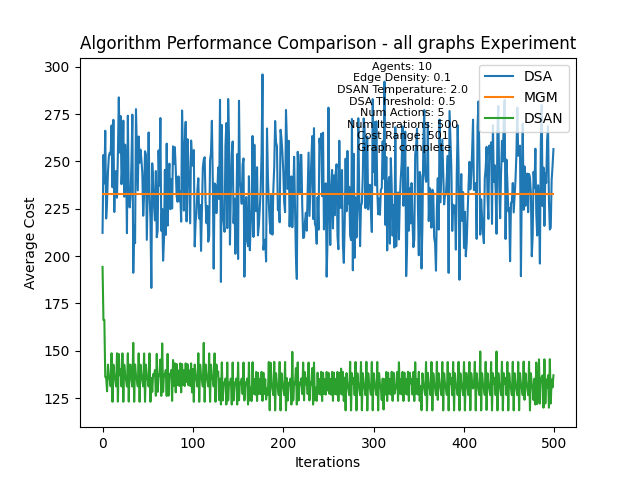 Algorithm Performance Comparison - all graphs Experiment
300
275
250
225
200
175
150
125
Average Cost
Agents: 10
Edge Density: 0.1
DSAN Temperature: 2.0
DSA Threshold: 0.5
Num Actions: 5
Num Iterations: 500
Cost Range: 501
Graph: complete
DSA
MGM
DSAN
0
100
200
300
400
500
Iterations